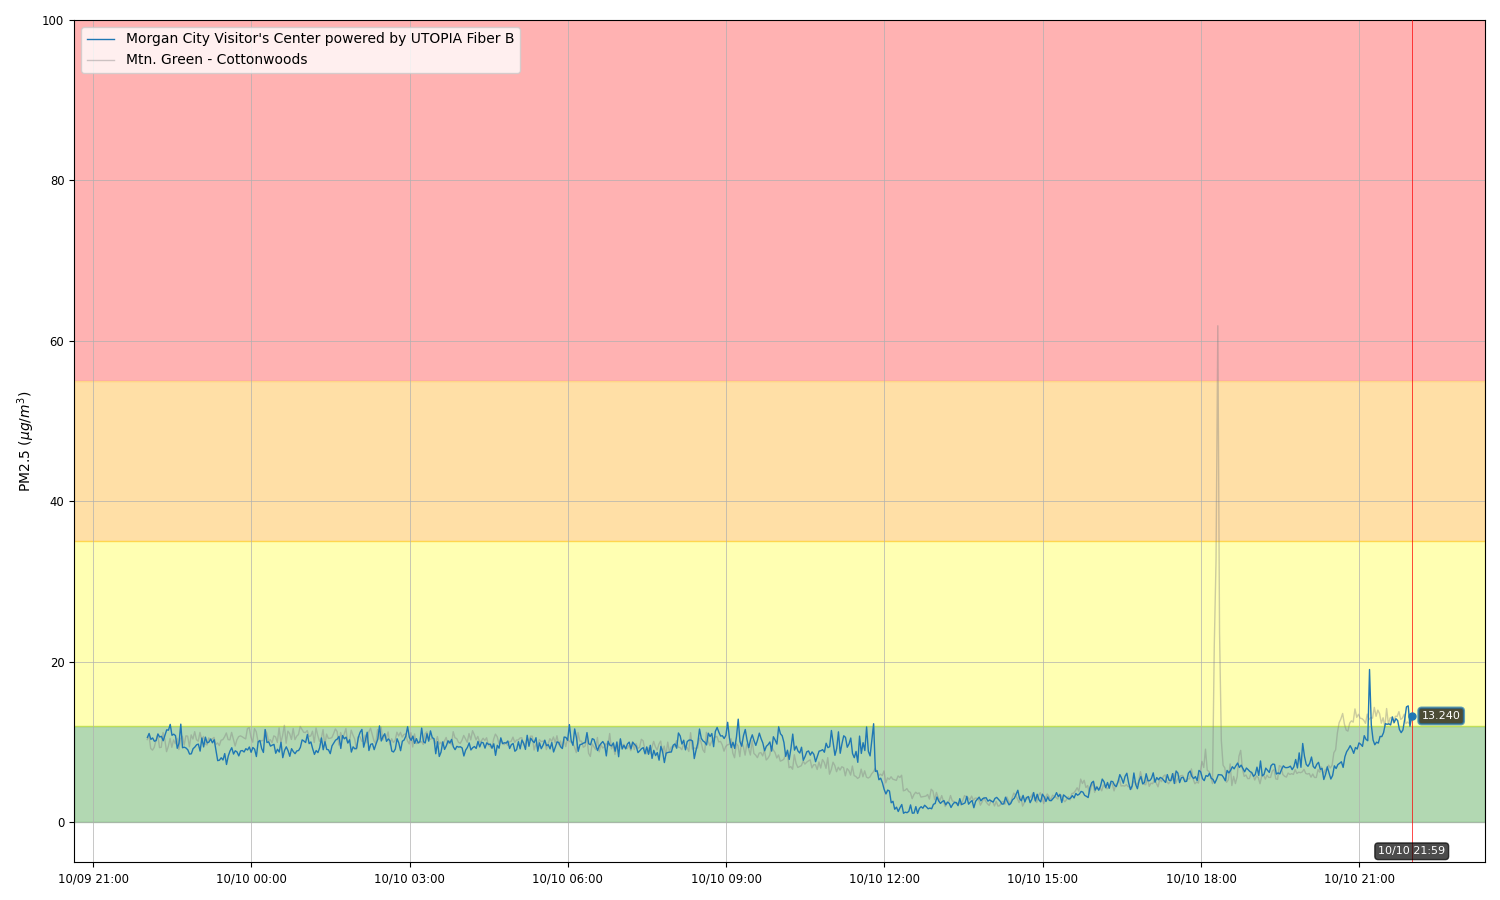 100
Morgan City Visitor's Center powered by UTOPIA Fiber B
Mtn. Green - Cottonwoods
80
60
PM2.5 (μg/m³)
40
20
13.240
0
10/10 21:59
10/09 21:00 10/10 00:00 10/10 03:00 10/10 06:00 10/10 09:00 10/10 12:00 10/10 15:00 10/10 18:00 10/10 21:00